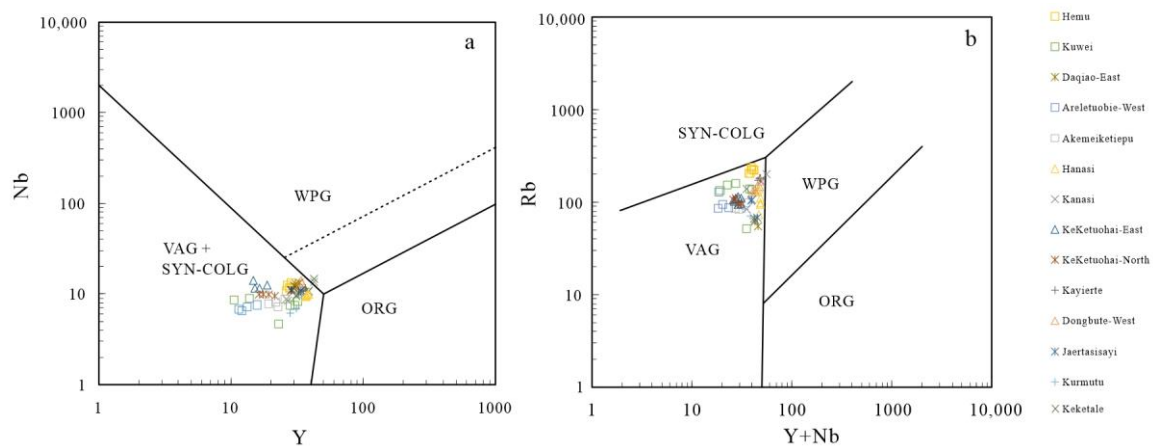 a
10,000
1000
100
10
1
Nb
WPG
VAG +
SYN-COLG
ORG
1
10
100
1000
Y
b
10,000
1000
100
10
1
Rb
SYN-COLG
WPG
VAG
ORG
1
10
100
1000
10,000
Y+Nb
Hemu
Kuwei
Daqiao-East
Areletuobie-West
Akemeiketiepu
Hanasi
Kanasi
KeKetuohai-East
KeKetuohai-North
Kayierte
Dongbute-West
Jaertasisayi
Kurmutu
Keketale